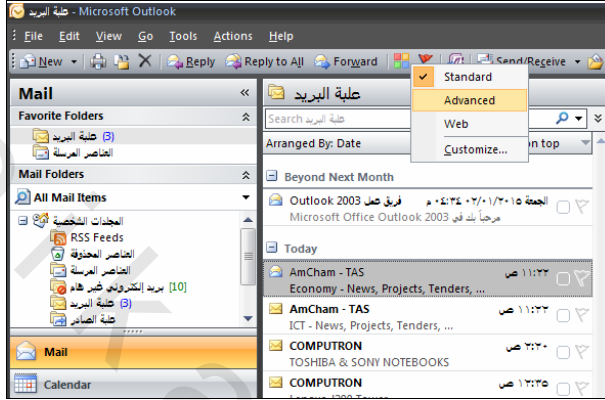 علبة البريد - Microsoft Outlook
File Edit View Go Tools Actions Help
New Reply Reply to All Forward Send/Receive
Standard
Advanced
Web
Customize...
Mail «
Favorite Folders
علبة البريد (3)
العناصر المرسلة
Mail Folders
All Mail Items
المجلدات الشخصية
RSS Feeds
العناصر المحذوفة
العناصر المرسلة
بريد إلكتروني غير هام [10]
علبة البريد (3)
علبة الصادر
Mail
Calendar
علبة البريد
Search علبة البريد
Arranged By: Date n top
Beyond Next Month
Outlook 2003 فريق عمل الجمعة ٠٢/٠١/٢٠١٥ ٠٤:٣٤ م
مرحباً بك في Microsoft Office Outlook 2003
Today
AmCham - TAS ١١:٢٢ ص
Economy - News, Projects, Tenders, ...
AmCham - TAS ١١:٢٢ ص
ICT - News, Projects, Tenders, ...
COMPUTRON
TOSHIBA & SONY NOTEBOOKS
COMPUTRON